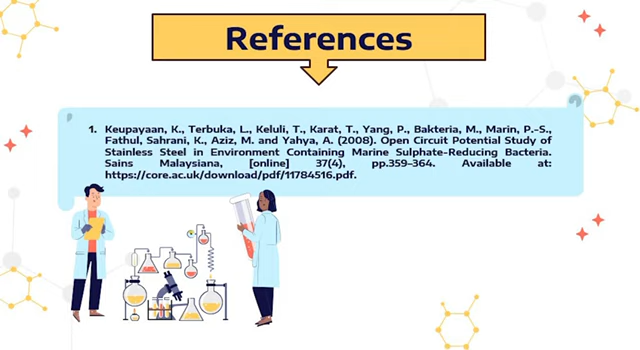 References
1. Keupayaan, K., Terbuka, L., Keluli, T., Karat, T., Yang, P., Bakteria, M., Marin, P.-S.,
Fathul, Sahrani, K., Aziz, M. and Yahya, A. (2008). Open Circuit Potential Study of
Stainless Steel in Environment Containing Marine Sulphate-Reducing Bacteria.
Sains Malaysiana, [online] 37(4), pp.359–364. Available at:
https://core.ac.uk/download/pdf/11784516.pdf.